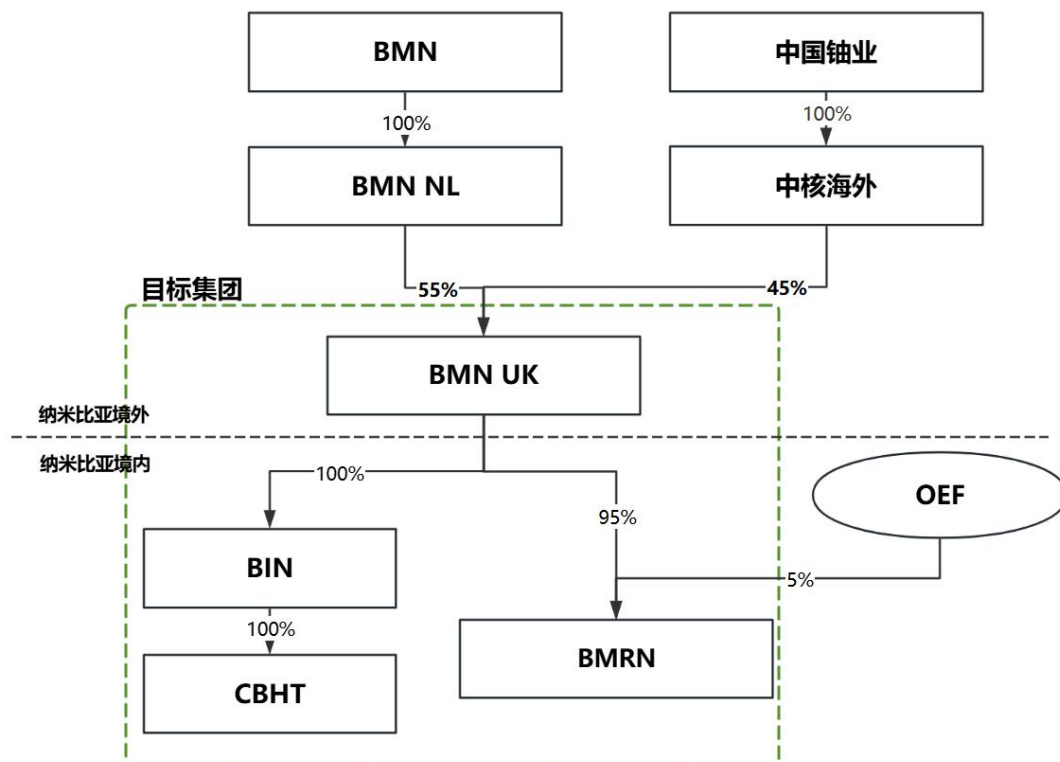 BMN
中国铀业
100%
100%
BMN NL
中核海外
目标集团
55%
45%
BMN UK
纳米比亚境外
纳米比亚境内
100%
OEF
95%
BIN
5%
100%
BMRN
CBHT